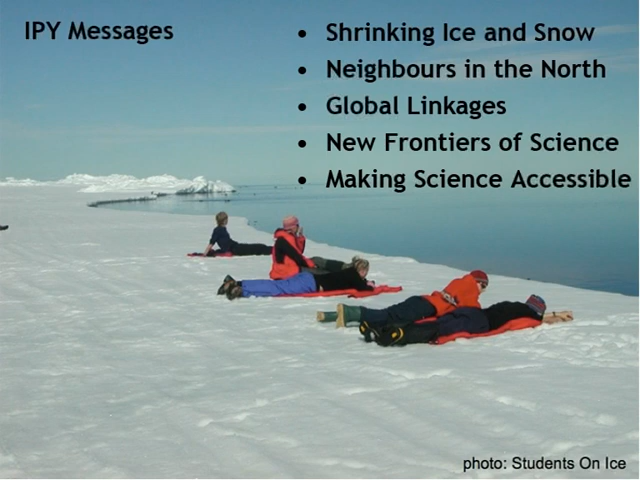 IPY Messages
• Shrinking Ice and Snow
• Neighbours in the North
• Global Linkages
• New Frontiers of Science
• Making Science Accessible
photo: Students On Ice